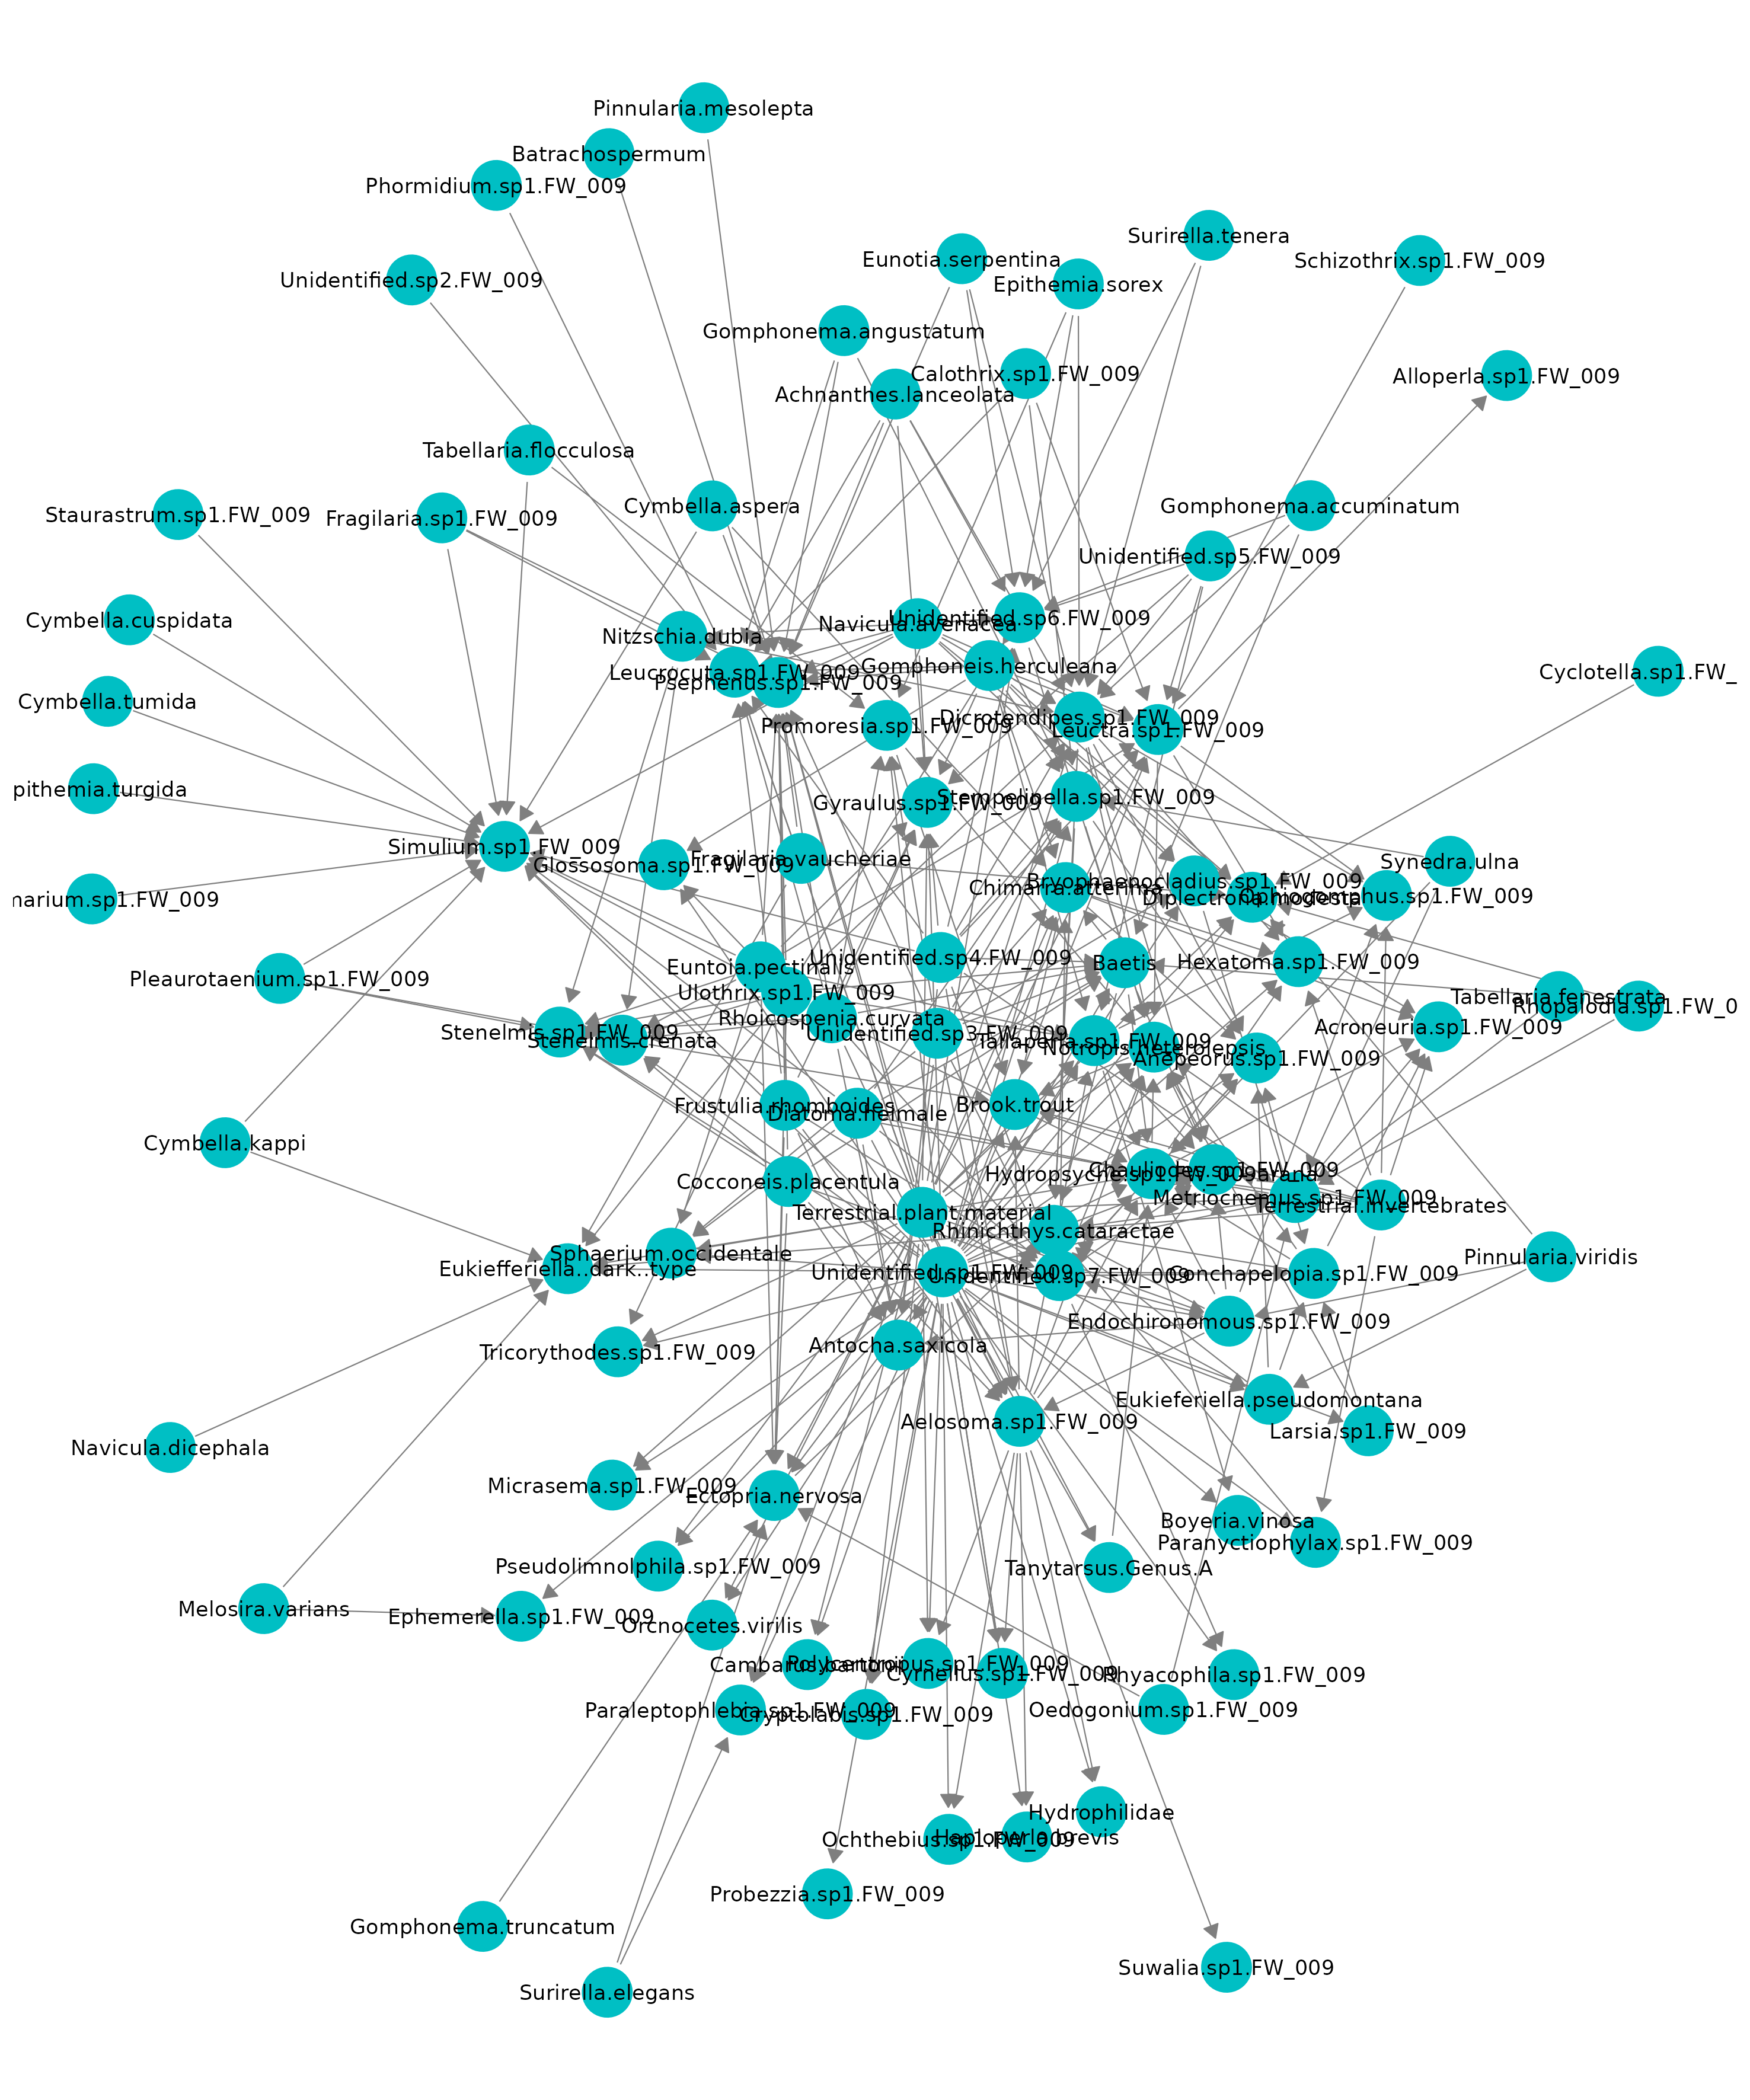 Pinnularia.mesolepta
Batrachospermum
Phormidium.sp1.FW_009
Surirella.tenera
Eunotia.serpentina
Schizothrix.sp1.FW_009
Unidentified.sp2.FW_009
Epithemia.sorex
Gomphonema.angustatum
Calothrix.sp1.FW_009
Alloperla.sp1.FW_009
Achnanthes.lanceolata
Tabellaria.flocculosa
Cymbella.aspera
Gomphonema.accuminatum
Staurastrum.sp1.FW_009
Fragilaria.sp1.FW_009
Unidentified.sp5.FW_009
Cymbella.cuspidata
Unidentified.sp6.FW_009
Navicula.avenacea
Nitzschia.dubia
Gomphoneis.herculeana
Leucrocuta.sp1.FW_009
Cyclotella.sp1.FW_
Psephenus.sp1.FW_009
Cymbella.tumida
Dicrotendipes.sp1.FW_009
Promoresia.sp1.FW_009
Leuctra.sp1.FW_009
pithemia.turgida
Stempelinella.sp1.FW_009
Gyraulus.sp1.FW_009
Simulium.sp1.FW_009
Fragilaria.vaucheriae
Synedra.ulna
Glossosoma.sp1.FW_009
Bryophaenocladius.sp1.FW_009
Chimarra.atterima
Diplectrona.modesta
Ophiogomphus.sp1.FW_009
marium.sp1.FW_009
Unidentified.sp4.FW_009
Baetis
Hexatoma.sp1.FW_009
Euntoia.pectinalis
Pleaurotaenium.sp1.FW_009
Ulothrix.sp1.FW_009
Tabellaria.fenestrata
Rhopalodia.sp1.FW_0
Rhoicospenia.curvata
Acroneuria.sp1.FW_009
Stenelmis.sp1.FW_009
Unidentified.sp3.FW_009
Stenelmis.crenata
Tallaperla.sp1.FW_009
Notropis.heterolepsis
Anepeorus.sp1.FW_009
Frustulia.rhomboides
Brook.trout
Diatoma.heimale
Cymbella.kappi
Chauliodes.sp1.FW_009
Hydropsyche.sp1.FW_009
Cocconeis.placentula
Metriocnemus.sp1.FW_009
Terrestrial.invertebrates
Terrestrial.plant.material
Rhinichthys.cataractae
Sphaerium.occidentale
Pinnularia.viridis
Eukiefferiella..dark..type
Unidentified.sp1.FW_009
Unidentified.sp7.FW_009
Conchapelopia.sp1.FW_009
Endochironomous.sp1.FW_009
Antocha.saxicola
Tricorythodes.sp1.FW_009
Eukieferiella.pseudomontana
Aelosoma.sp1.FW_009
Larsia.sp1.FW_009
Navicula.dicephala
Micrasema.sp1.FW_009
Ectopria.nervosa
Boyeria.vinosa
Paranyctiophylax.sp1.FW_009
Pseudolimnolphila.sp1.FW_009
Tanytarsus.Genus.A
Melosira.varians
Ephemerella.sp1.FW_009
Orcnocetes.virilis
Cambarus.bartonii
Polycentropus.sp1.FW_009
Cyrnellus.sp1.FW_009
Rhyacophila.sp1.FW_009
Paraleptophlebia.sp1.FW_009
Cryptolabis.sp1.FW_009
Oedogonium.sp1.FW_009
Hydrophilidae
Ochthebius.sp1.FW_009
Haploperla.brevis
Probezzia.sp1.FW_009
Gomphonema.truncatum
Suwalia.sp1.FW_009
Surirella.elegans